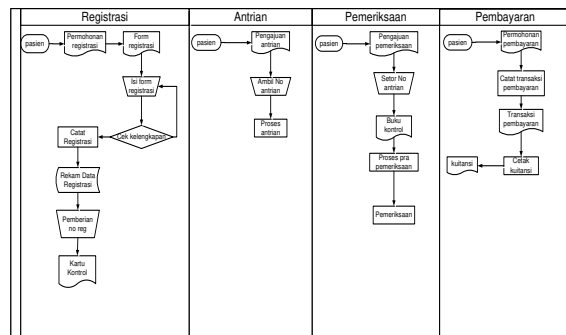 Registrasi
pasien
Permohonan
registrasi
Form
registrasi
Isi form
registrasi
Cek kelengkapan
Catat
Registrasi
Rekam Data
Registrasi
Pemberian
no reg
Kartu
Kontrol
Antrian
pasien
Pengajuan
antrian
Ambil No
antrian
Proses
antrian
Pemeriksaan
pasien
Pengajuan
pemeriksaan
Setor No
antrian
Buku
kontrol
Proses pra
pemeriksaan
Pemeriksaan
Pembayaran
pasien
Permohonan
pembayaran
Catat transaksi
pembayaran
Transaksi
pembayaran
Cetak
kuitansi
kuitansi